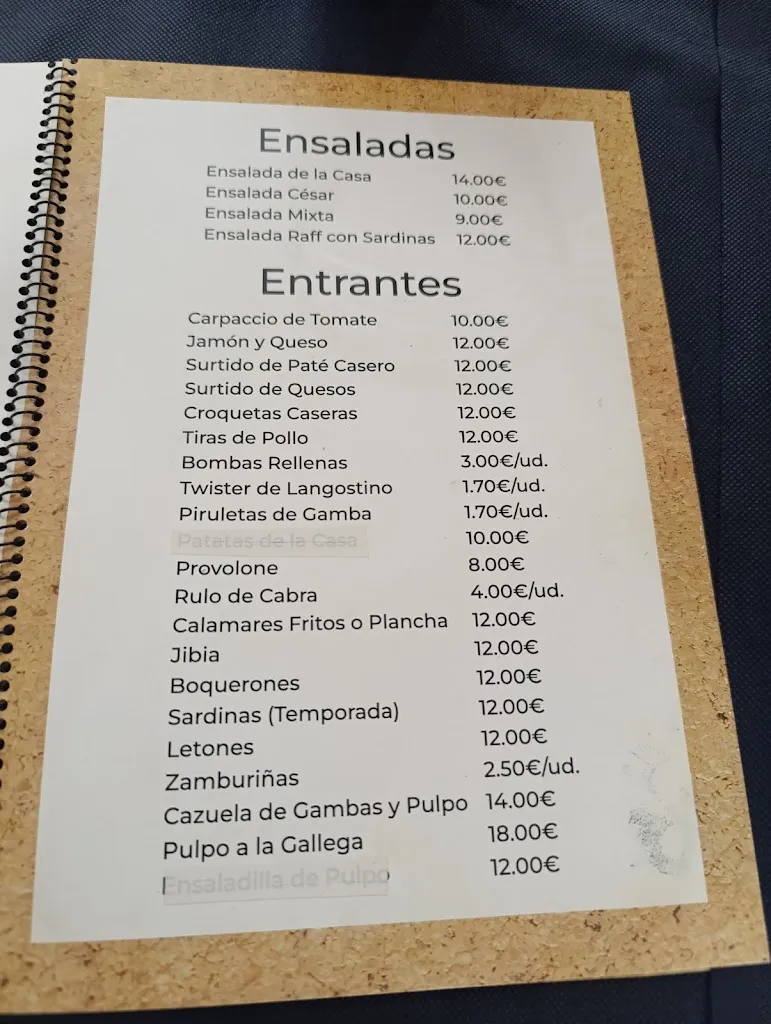 Ensaladas
Ensalada de la Casa 14.00€
Ensalada César 10.00€
Ensalada Mixta 9.00€
Ensalada Raff con Sardinas 12.00€
Entrantes
Carpaccio de Tomate 10.00€
Jamón y Queso 12.00€
Surtido de Paté Casero 12.00€
Surtido de Quesos 12.00€
Croquetas Caseras 12.00€
Tiras de Pollo 12.00€
Bombas Rellenas 3.00€/ud.
Twister de Langostino 1.70€/ud.
Piruletas de Gamba 1.70€/ud.
Patatas de la Casa 10.00€
Provolone 8.00€
Rulo de Cabra 4.00€/ud.
Calamares Fritos o Plancha 12.00€
Jibia 12.00€
Boquerones 12.00€
Sardinas (Temporada) 12.00€
Letones 12.00€
Zamburiñas 2.50€/ud.
Cazuela de Gambas y Pulpo 14.00€
Pulpo a la Gallega 18.00€
Ensaladilla de Pulpo 12.00€